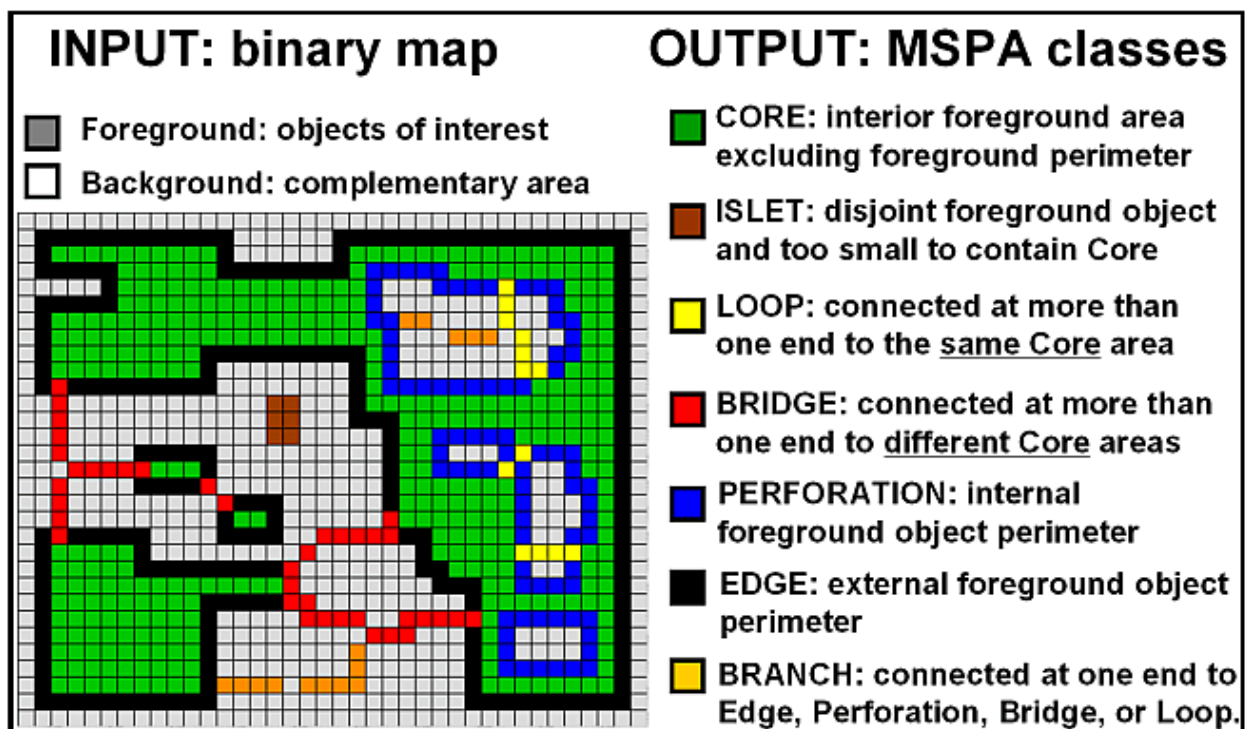 INPUT: binary map
Foreground: objects of interest
Background: complementary area
OUTPUT: MSPA classes
CORE: interior foreground area
excluding foreground perimeter
ISLET: disjoint foreground object
and too small to contain Core
LOOP: connected at more than
one end to the same Core area
BRIDGE: connected at more than
one end to different Core areas
PERFORATION: internal
foreground object perimeter
EDGE: external foreground object
perimeter
BRANCH: connected at one end to
Edge, Perforation, Bridge, or Loop.